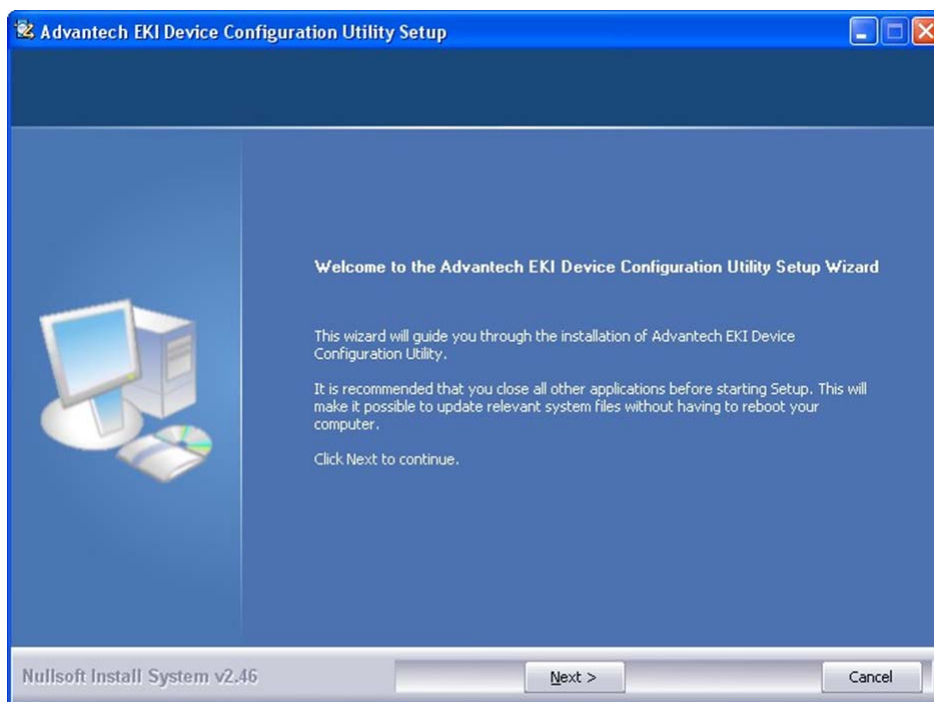 Advantech EKI Device Configuration Utility Setup
Welcome to the Advantech EKI Device Configuration Utility Setup Wizard
This wizard will guide you through the installation of Advantech EKI Device
Configuration Utility.
It is recommended that you close all other applications before starting Setup. This will
make it possible to update relevant system files without having to reboot your
computer.
Click Next to continue.
Nullsoft Install System v2.46
Next >
Cancel